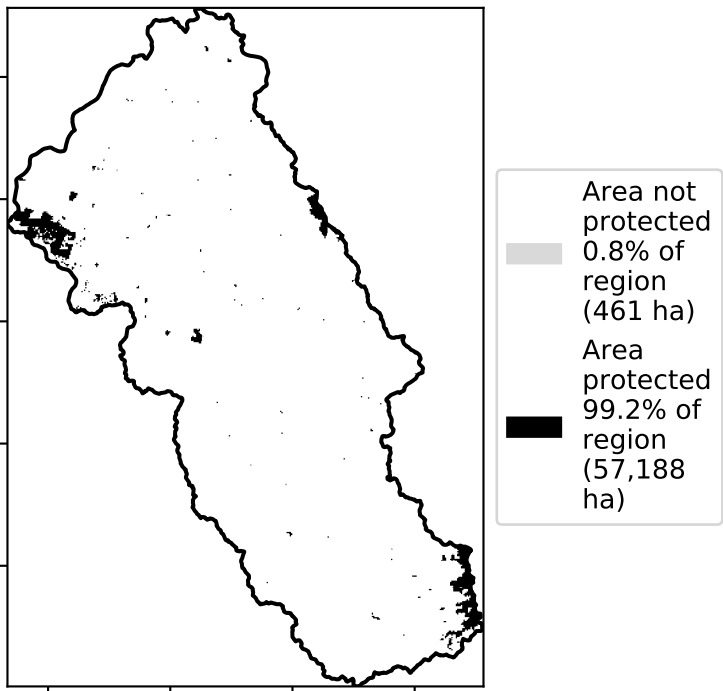 Area not
protected
0.8% of
region
(461 ha)
Area
protected
99.2% of
region
(57,188
ha)